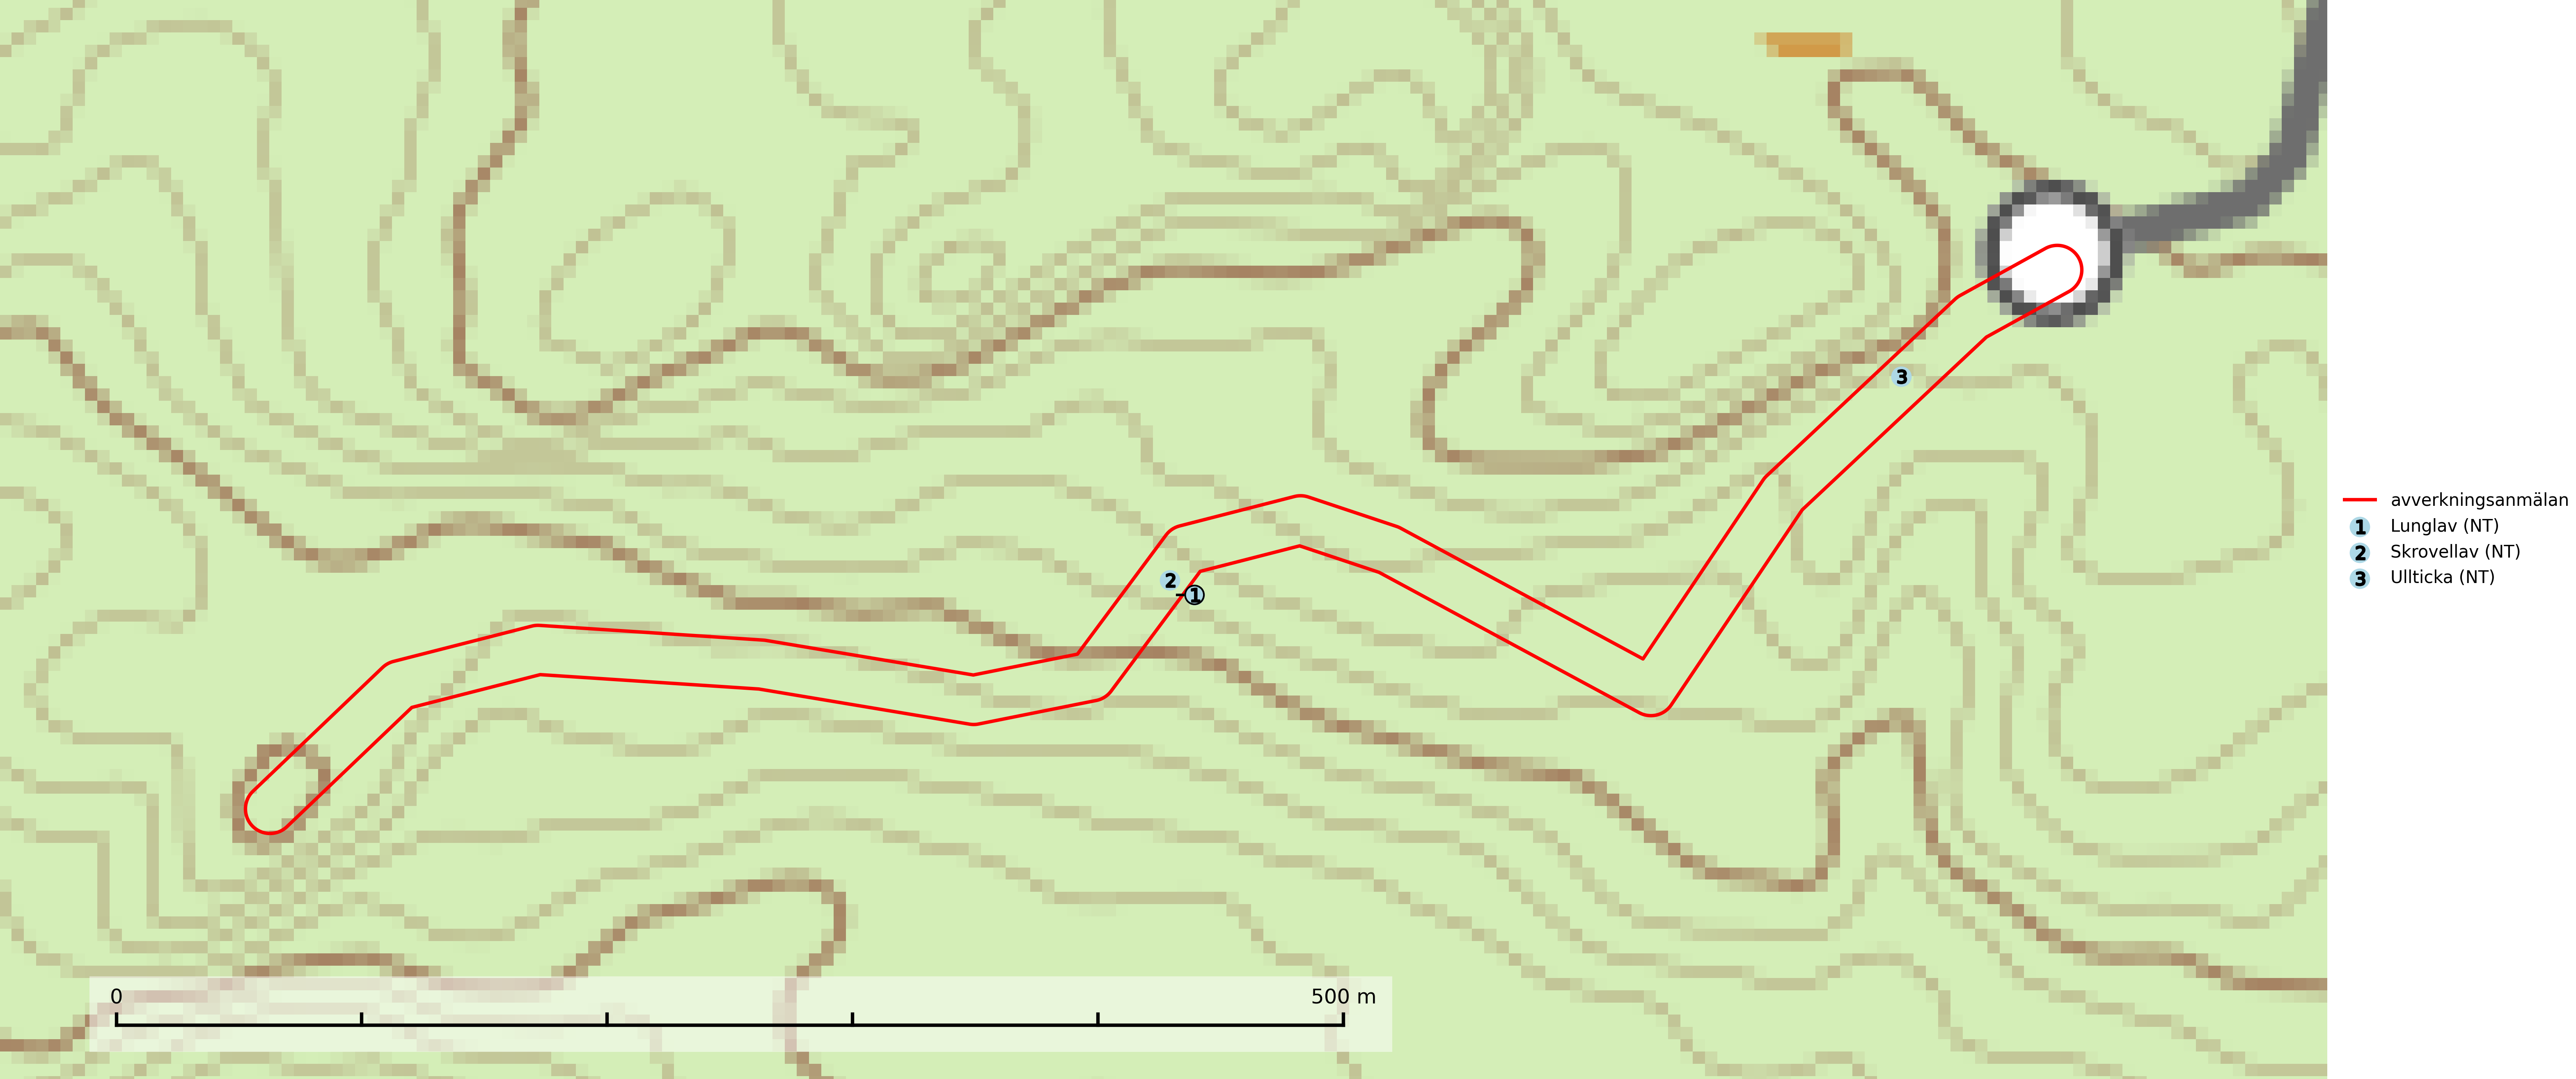 3
2
1
0
500 m
avverkningsanmälan
1 Lunglav (NT)
2 Skrovellav (NT)
3 Ullticka (NT)